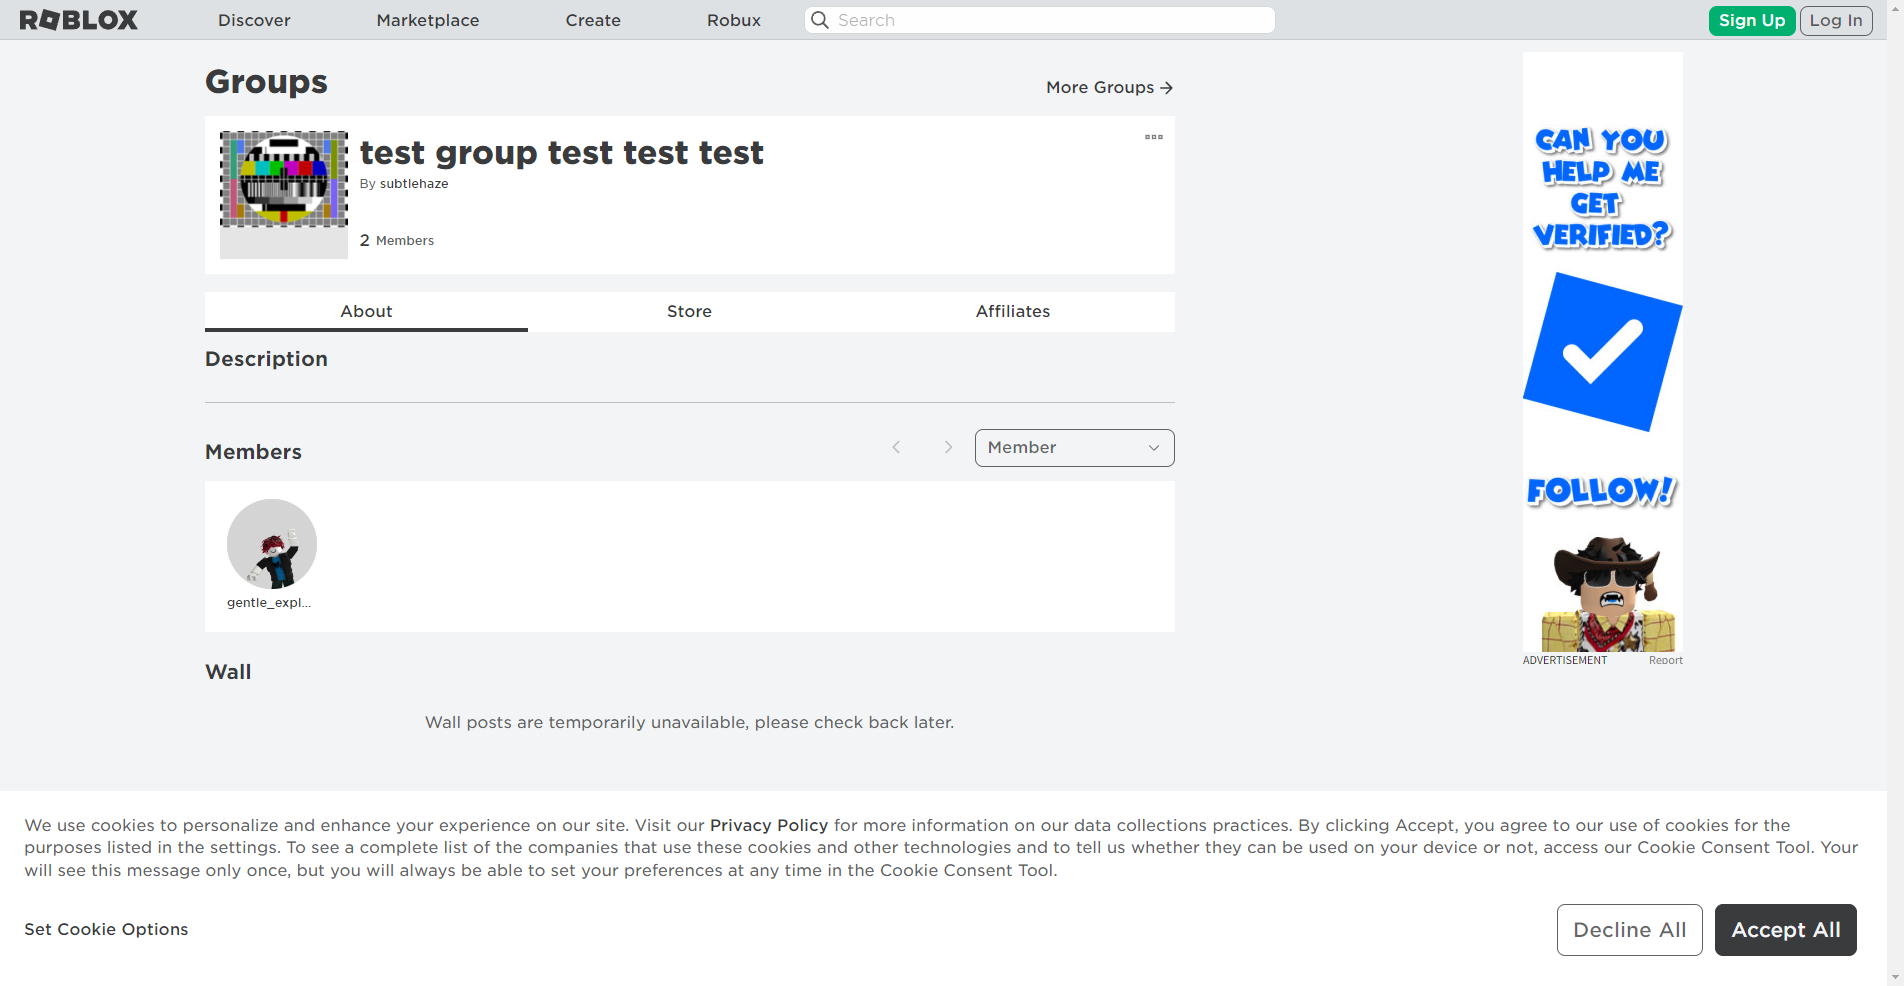 ROBLOX Discover Marketplace Create Robux Search Sign Up Log In
Groups
More Groups
test group test test test
By subtlehaze
2 Members
About Store Affiliates
Description
Members
Member
gentle_expl...
Wall
Wall posts are temporarily unavailable, please check back later.
CAN YOU
HELP ME
GET
VERIFIED?
FOLLOW!
ADVERTISEMENT Report
We use cookies to personalize and enhance your experience on our site. Visit our Privacy Policy for more information on our data collections practices. By clicking Accept, you agree to our use of cookies for the
purposes listed in the settings. To see a complete list of the companies that use these cookies and other technologies and to tell us whether they can be used on your device or not, access our Cookie Consent Tool. Your
will see this message only once, but you will always be able to set your preferences at any time in the Cookie Consent Tool.
Set Cookie Options
Decline All
Accept All